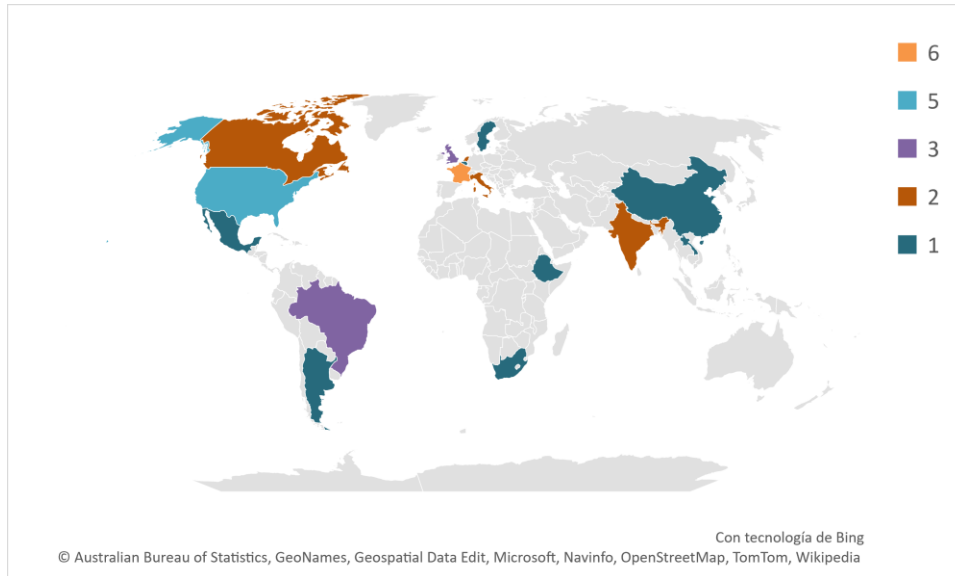 6
5
3
2
1
Con tecnología de Bing
© Australian Bureau of Statistics, GeoNames, Geospatial Data Edit, Microsoft, Navinfo, OpenStreetMap, TomTom, Wikipedia